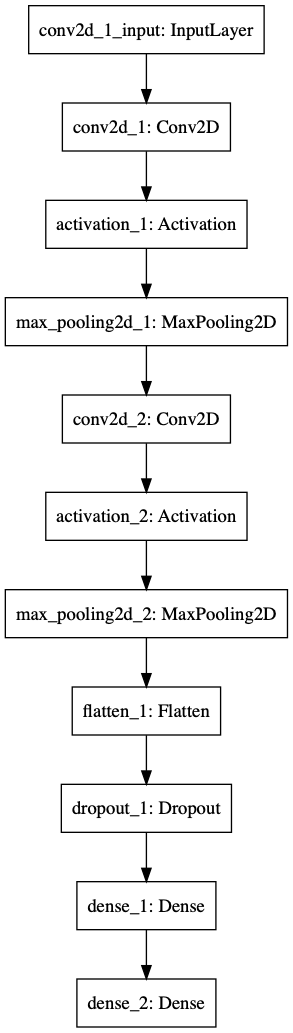 conv2d_1_input: InputLayer
conv2d_1: Conv2D
activation_1: Activation
max_pooling2d_1: MaxPooling2D
conv2d_2: Conv2D
activation_2: Activation
max_pooling2d_2: MaxPooling2D
flatten_1: Flatten
dropout_1: Dropout
dense_1: Dense
dense_2: Dense